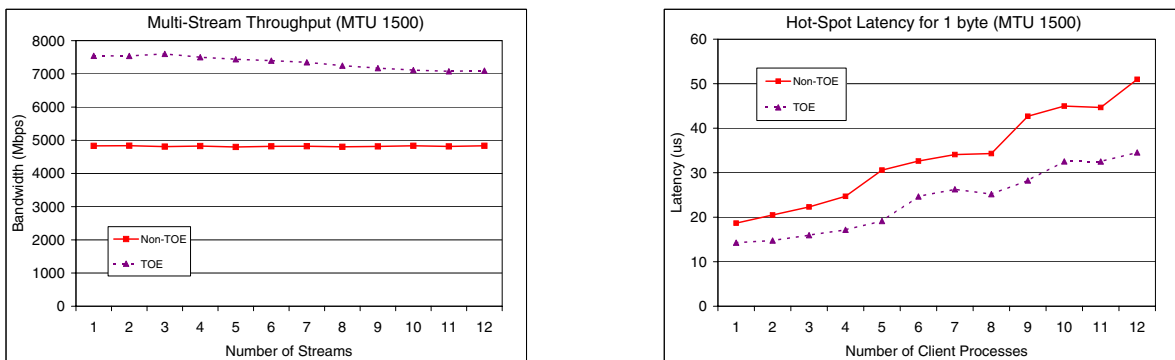 Multi-Stream Throughput (MTU 1500)
8000
7000
6000
5000
4000
3000
2000
1000
0
Bandwidth (Mbps)
Non-TOE
TOE
1 2 3 4 5 6 7 8 9 10 11 12
Number of Streams
Hot-Spot Latency for 1 byte (MTU 1500)
60
50
40
30
20
10
0
Latency (us)
Non-TOE
TOE
1 2 3 4 5 6 7 8 9 10 11 12
Number of Client Processes